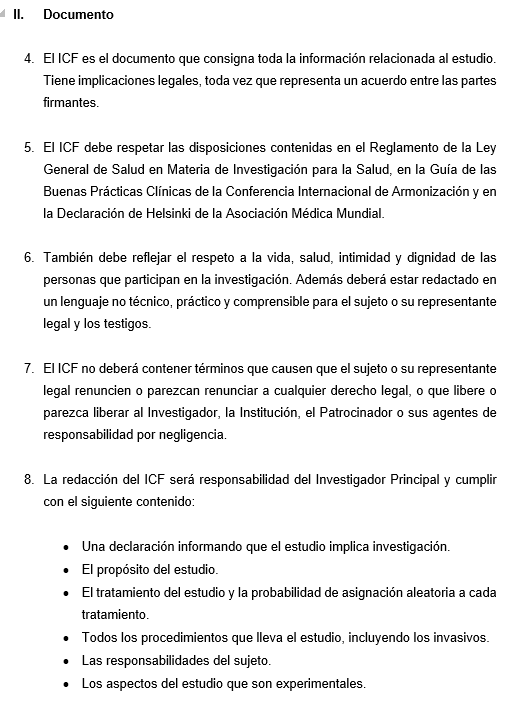 II. Documento
4. El ICF es el documento que consigna toda la información relacionada al estudio.
Tiene implicaciones legales, toda vez que representa un acuerdo entre las partes
firmantes.
5. El ICF debe respetar las disposiciones contenidas en el Reglamento de la Ley
General de Salud en Materia de Investigación para la Salud, en la Guía de las
Buenas Prácticas Clínicas de la Conferencia Internacional de Armonización y en
la Declaración de Helsinki de la Asociación Médica Mundial.
6. También debe reflejar el respeto a la vida, salud, intimidad y dignidad de las
personas que participan en la investigación. Además deberá estar redactado en
un lenguaje no técnico, práctico y comprensible para el sujeto o su representante
legal y los testigos.
7. El ICF no deberá contener términos que causen que el sujeto o su representante
legal renuncien o parezcan renunciar a cualquier derecho legal, o que libere o
parezca liberar al Investigador, la Institución, el Patrocinador o sus agentes de
responsabilidad por negligencia.
8. La redacción del ICF será responsabilidad del Investigador Principal y cumplir
con el siguiente contenido:
• Una declaración informando que el estudio implica investigación.
• El propósito del estudio.
• El tratamiento del estudio y la probabilidad de asignación aleatoria a cada
tratamiento.
• Todos los procedimientos que lleva el estudio, incluyendo los invasivos.
• Las responsabilidades del sujeto.
• Los aspectos del estudio que son experimentales.